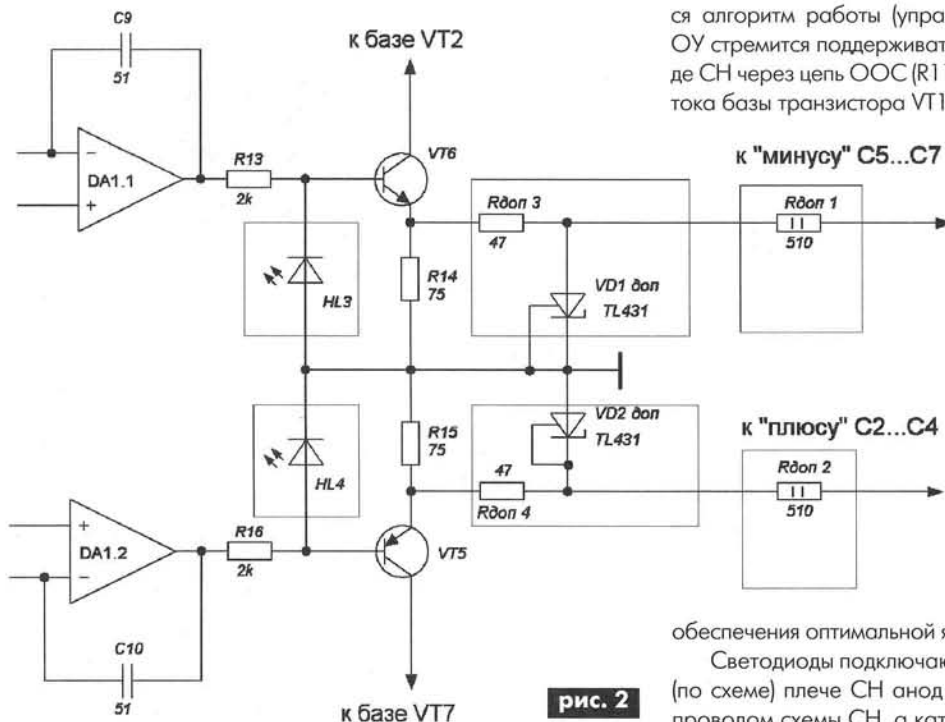 ся алгоритм работы (упра
ОУ стремится поддерживат
де СН через цепь ООС (R1
тока базы транзистора VT1
C9
51
к базе VT2
DA1.1
R13
2k
VT6
HL3
R14
75
Rдоп 3
47
VD1 доп
TL431
к "минусу" C5...C7
Rдоп 1
510
HL4
R15
75
VD2 доп
TL431
47
Rдоп 4
к "плюсу" C2...C4
Rдоп 2
510
DA1.2
R16
2k
VT5
C10
51
к базе VT7
рис. 2
обеспечения оптимальной я
Светодиоды подключаю
(по схеме) плече СН анод
проводом схемы СН, а кат